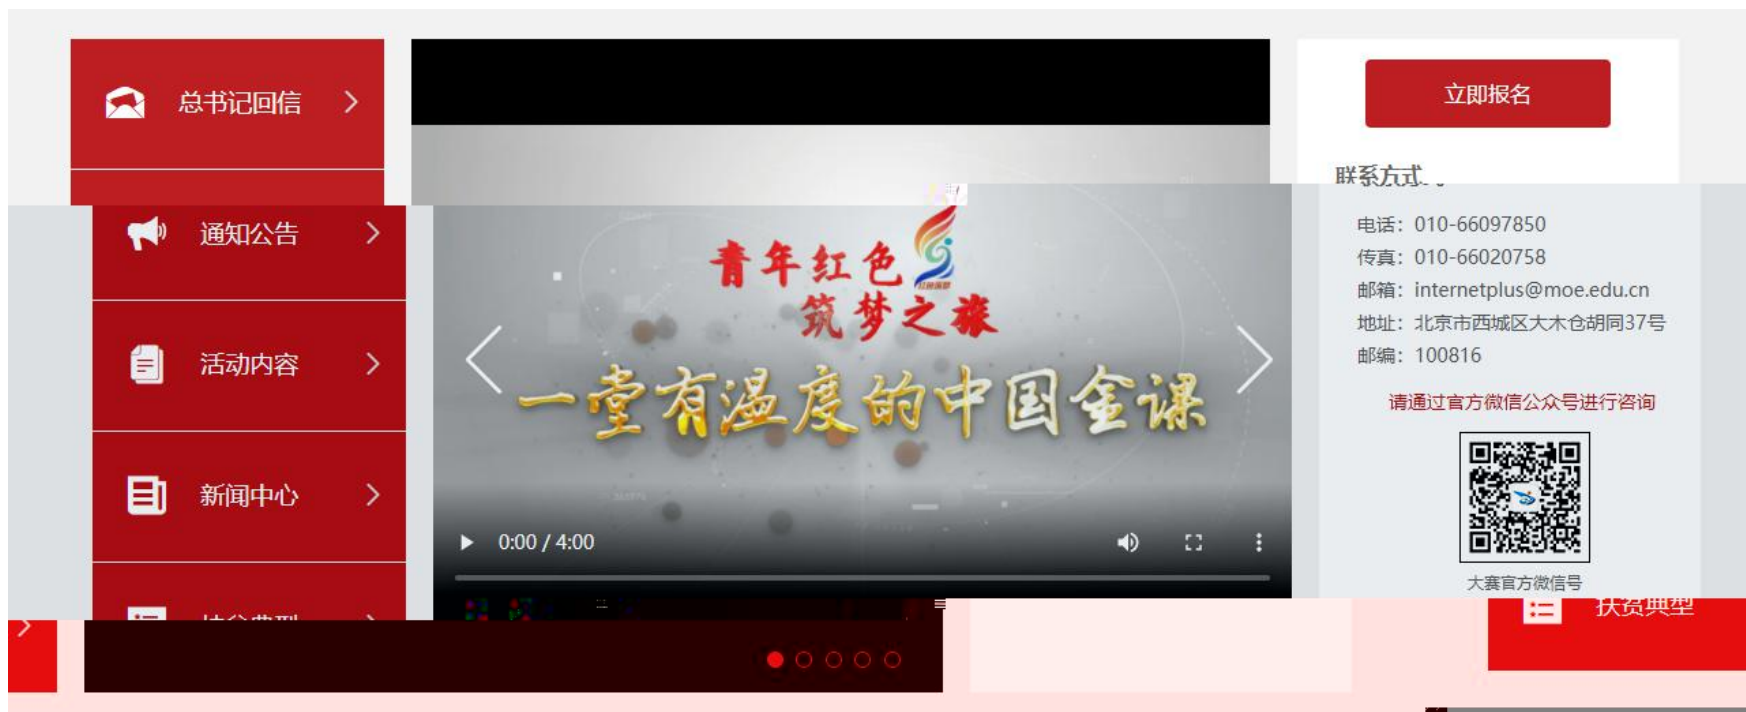 总书记回信
通知公告
活动内容
新闻中心
扶贫典型
青年红色
筑梦之旅
一堂有温度的中国金课
0:00 / 4:00
立即报名
联系方式
电话：010-66097850
传真：010-66020758
邮箱：internetplus@moe.edu.cn
地址：北京市西城区大木仓胡同37号
邮编：100816
请通过官方微信公众号进行咨询
大赛官方微信号
扶贫典型